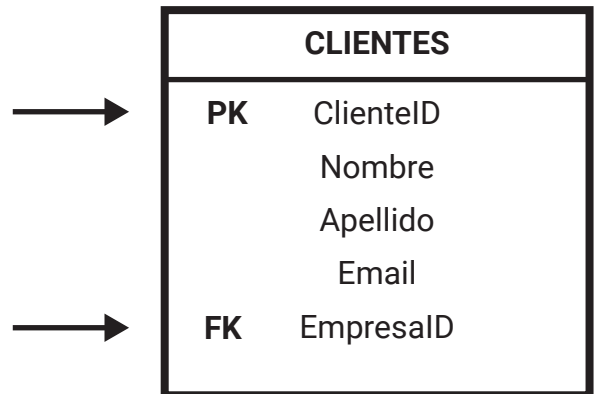 CLIENTES
PK ClienteID
Nombre
Apellido
Email
FK EmpresaID